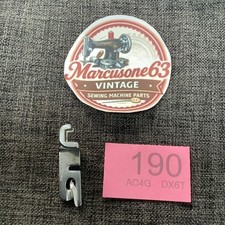 Marcusone63
VINTAGE
SEWING MACHINE PARTS
190
AC4G DX6T